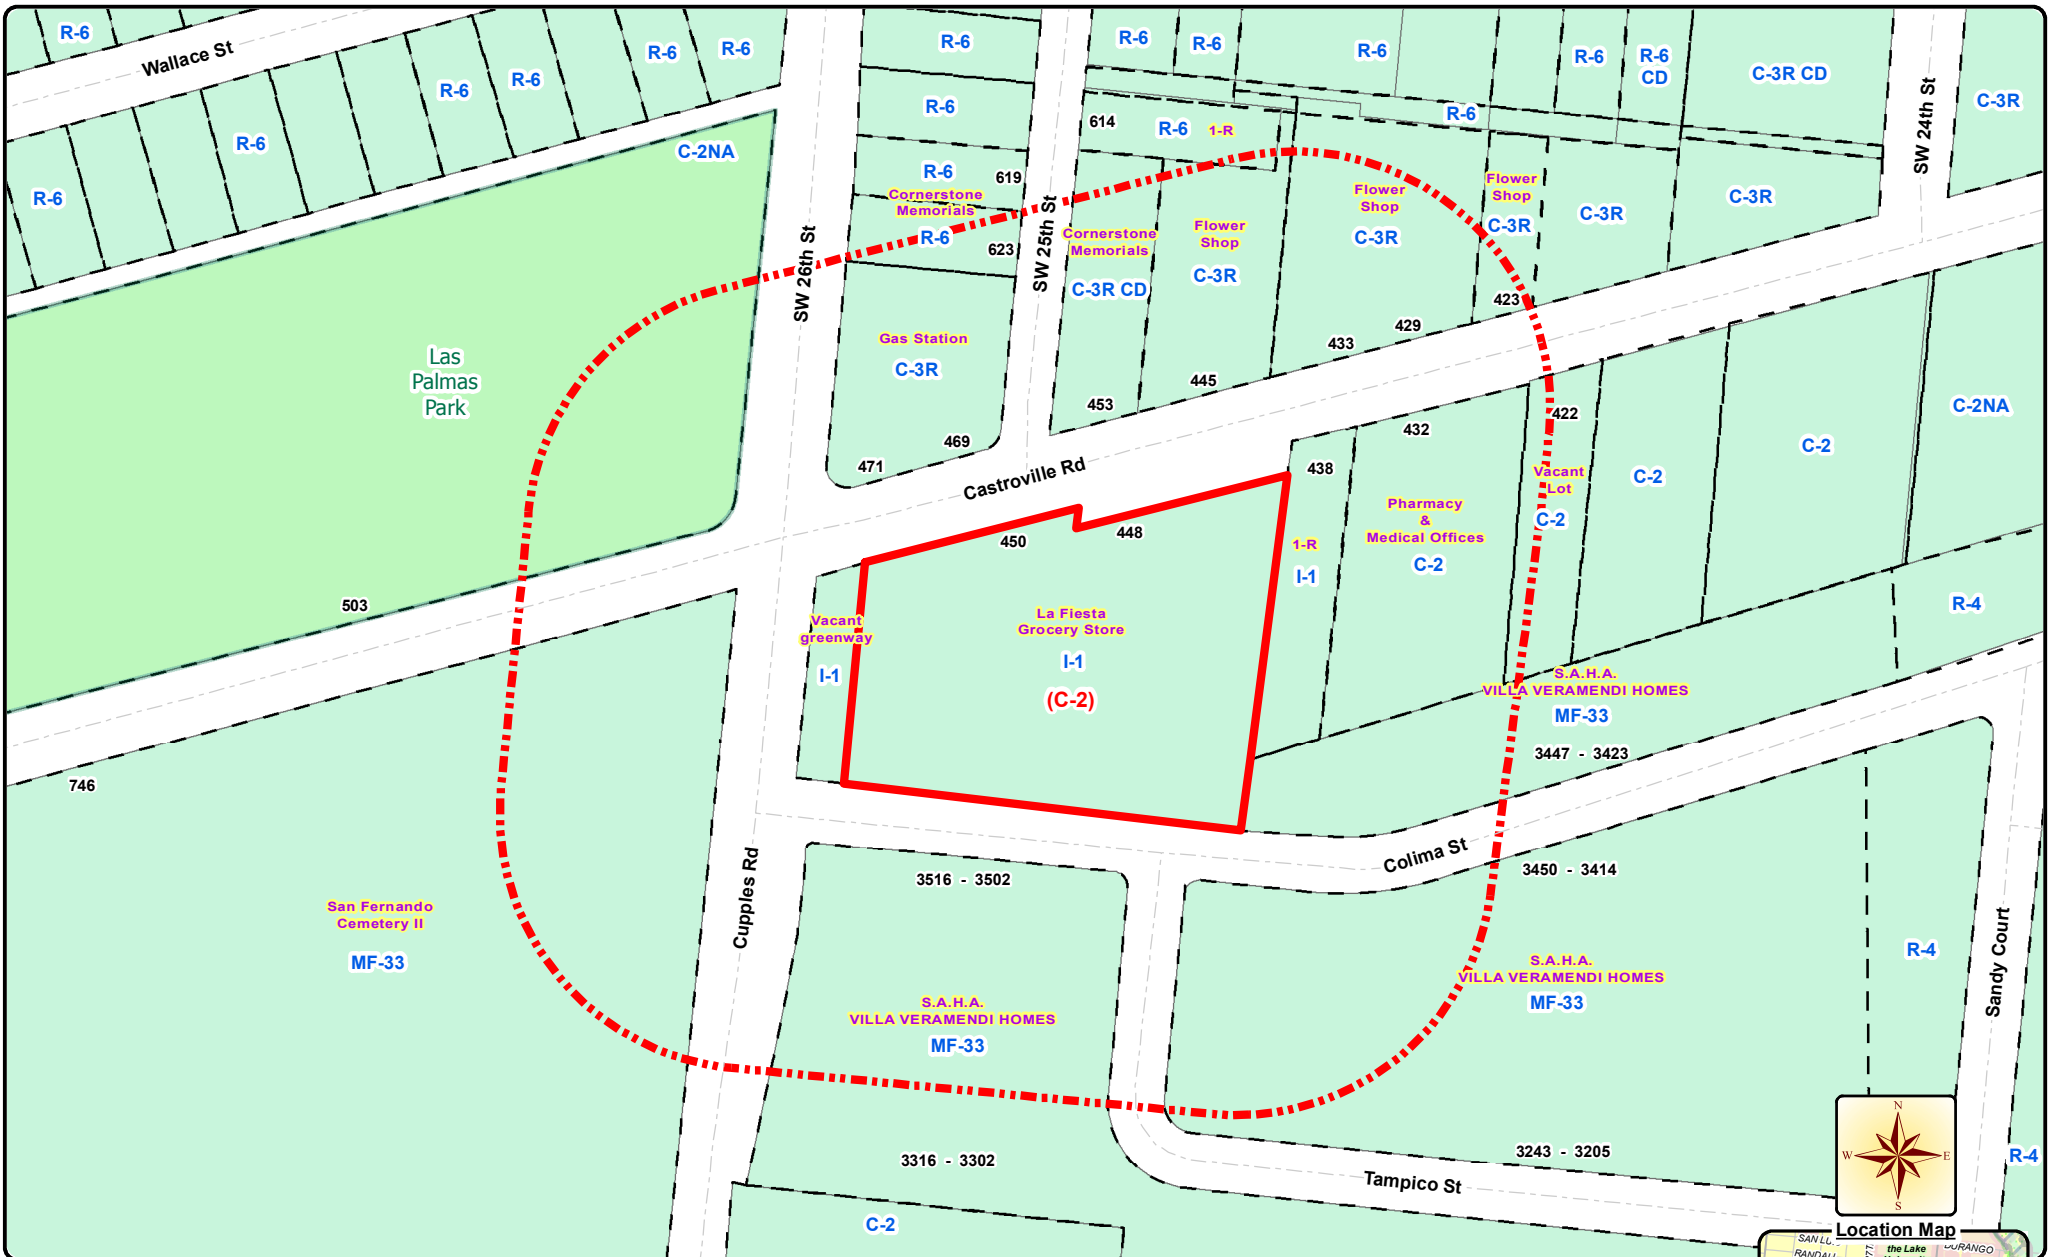 R-6
Wallace St
R-6
R-6
R-6
R-6
R-6
R-6
C-2NA
Las
Palmas
Park
503
746
SW 26th St
R-6
R-6
R-6
619
Cornerstone
Memorials
R-6
623
Gas Station
C-3R
469
471
SW 25th St
R-6
R-6
R-6
R-6
R-6
CD
C-3R CD
SW 24th St
C-3R
614
R-6
1-R
R-6
Cornerstone
Memorials
C-3R CD
453
Flower
Shop
C-3R
445
Flower
Shop
C-3R
433
429
Flower
Shop
C-3R
423
C-3R
C-3R
Castroville Rd
450
448
438
432
422
Vacant
greenway
I-1
La Fiesta
Grocery Store
I-1
(C-2)
1-R
I-1
Pharmacy
&
Medical Offices
C-2
Vacant
Lot
C-2
C-2
C-2
C-2NA
R-4
S.A.H.A.
VILLA VERAMENDI HOMES
MF-33
3447 - 3423
Colima St
3450 - 3414
3516 - 3502
Cupples Rd
San Fernando
Cemetery II
MF-33
S.A.H.A.
VILLA VERAMENDI HOMES
MF-33
S.A.H.A.
VILLA VERAMENDI HOMES
MF-33
R-4
Sandy Court
3316 - 3302
3243 - 3205
Tampico St
C-2
R-4
N
W
E
S
Location Map
SAN LUIS
the Lake
DURANGO